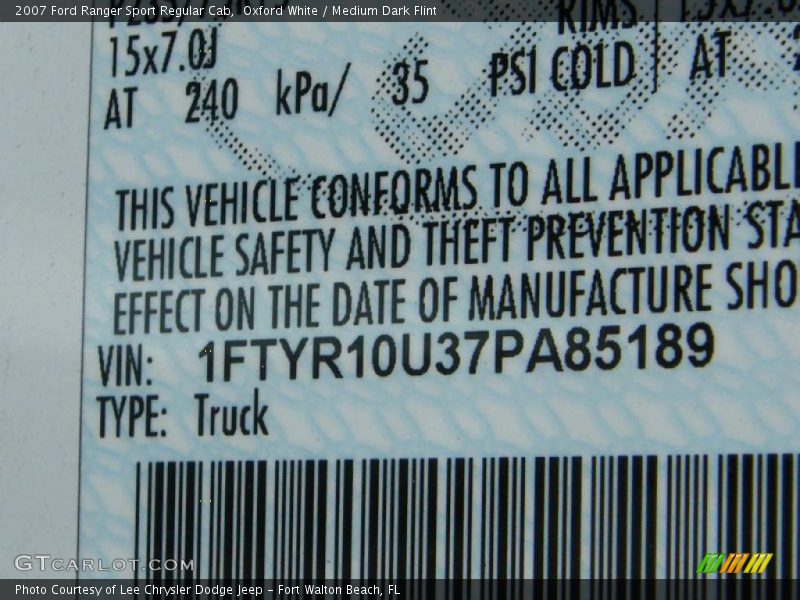 2007 Ford Ranger Sport Regular Cab,  Oxford White / Medium Dark Flint
RIMS
15x7.0J
AT 240 kPa/ 35 PSI COLD AT
THIS VEHICLE CONFORMS TO ALL APPLICABL
VEHICLE SAFETY AND THEFT PREVENTION STA
EFFECT ON THE DATE OF MANUFACTURE SHO
VIN: 1FTYR10U37PA85189
TYPE: Truck
GTCARLOT.COM
Photo Courtesy of Lee Chrysler Dodge Jeep - Fort Walton Beach, FL